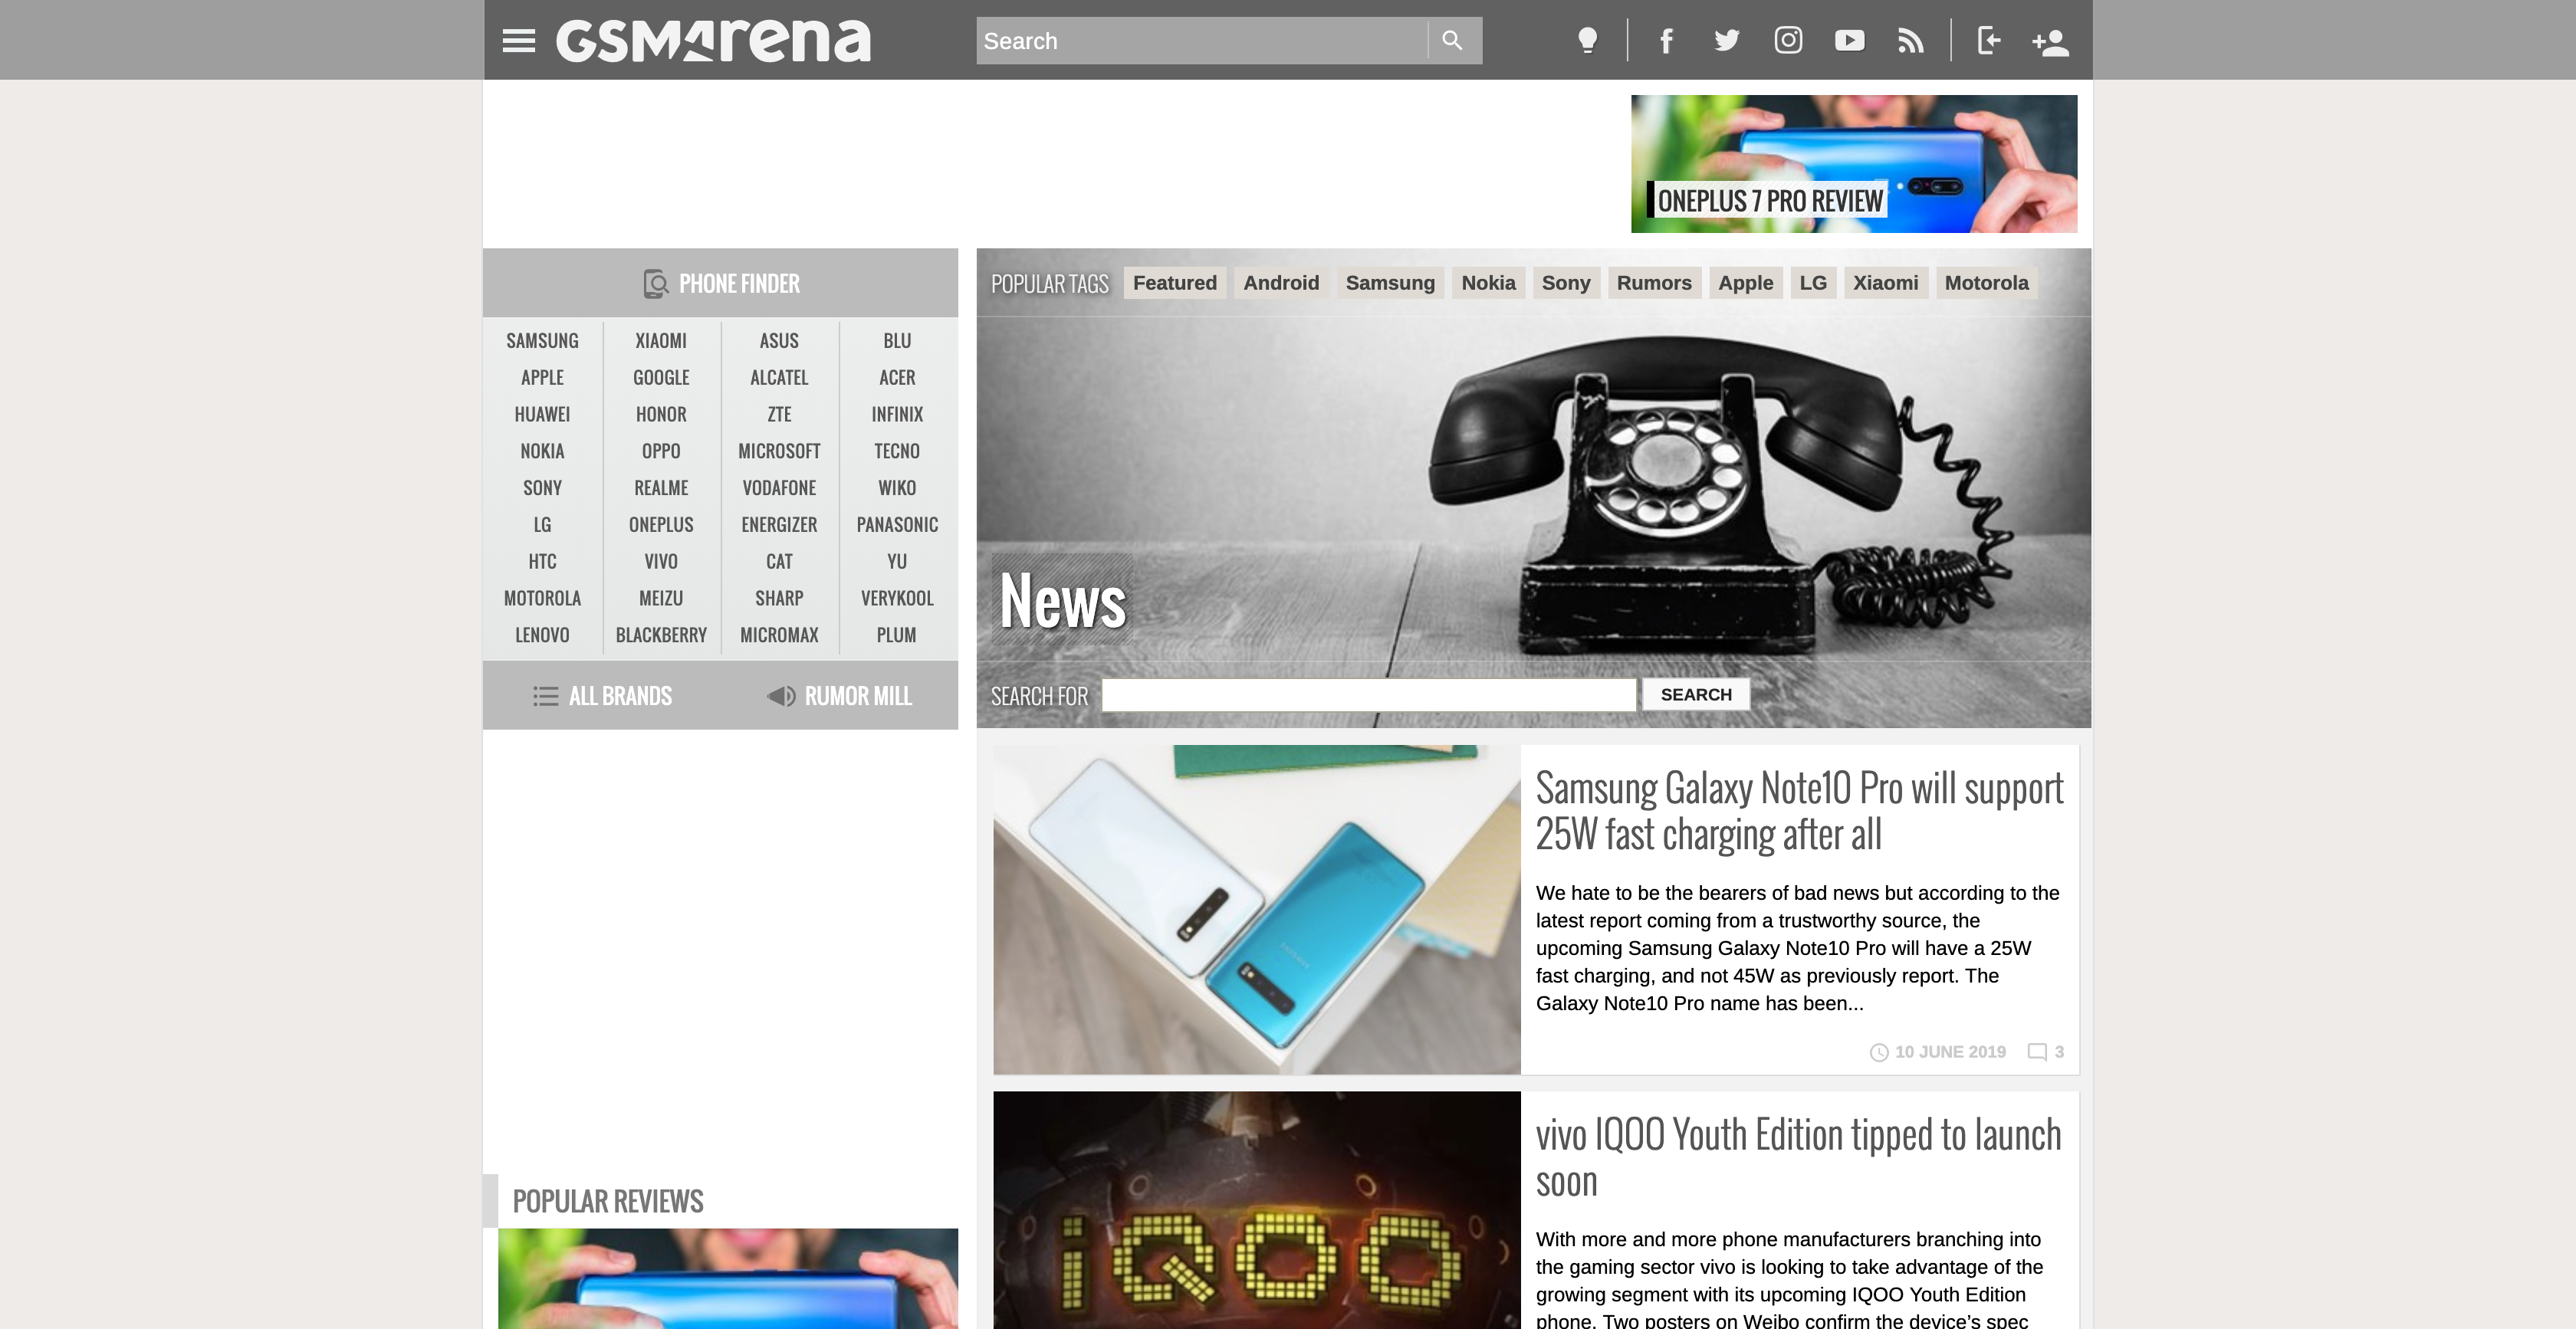 GSMArena
Search
ONEPLUS 7 PRO REVIEW
PHONE FINDER
SAMSUNG XIAOMI ASUS BLU
APPLE GOOGLE ALCATEL ACER
HUAWEI HONOR ZTE INFINIX
NOKIA OPPO MICROSOFT TECNO
SONY REALME VODAFONE WIKO
LG ONEPLUS ENERGIZER PANASONIC
HTC VIVO CAT YU
MOTOROLA MEIZU SHARP VERYKOOL
LENOVO BLACKBERRY MICROMAX PLUM
ALL BRANDS RUMOR MILL
POPULAR REVIEWS
POPULAR TAGS Featured Android Samsung Nokia Sony Rumors Apple LG Xiaomi Motorola
News
SEARCH FOR SEARCH
Samsung Galaxy Note10 Pro will support
25W fast charging after all
We hate to be the bearers of bad news but according to the
latest report coming from a trustworthy source, the
upcoming Samsung Galaxy Note10 Pro will have a 25W
fast charging, and not 45W as previously report. The
Galaxy Note10 Pro name has been...
10 JUNE 2019 3
iQOO
vivo IQOO Youth Edition tipped to launch
soon
With more and more phone manufacturers branching into
the gaming sector vivo is looking to take advantage of the
growing segment with its upcoming IQOO Youth Edition
phone. Two posters on Weibo confirm the device's spec